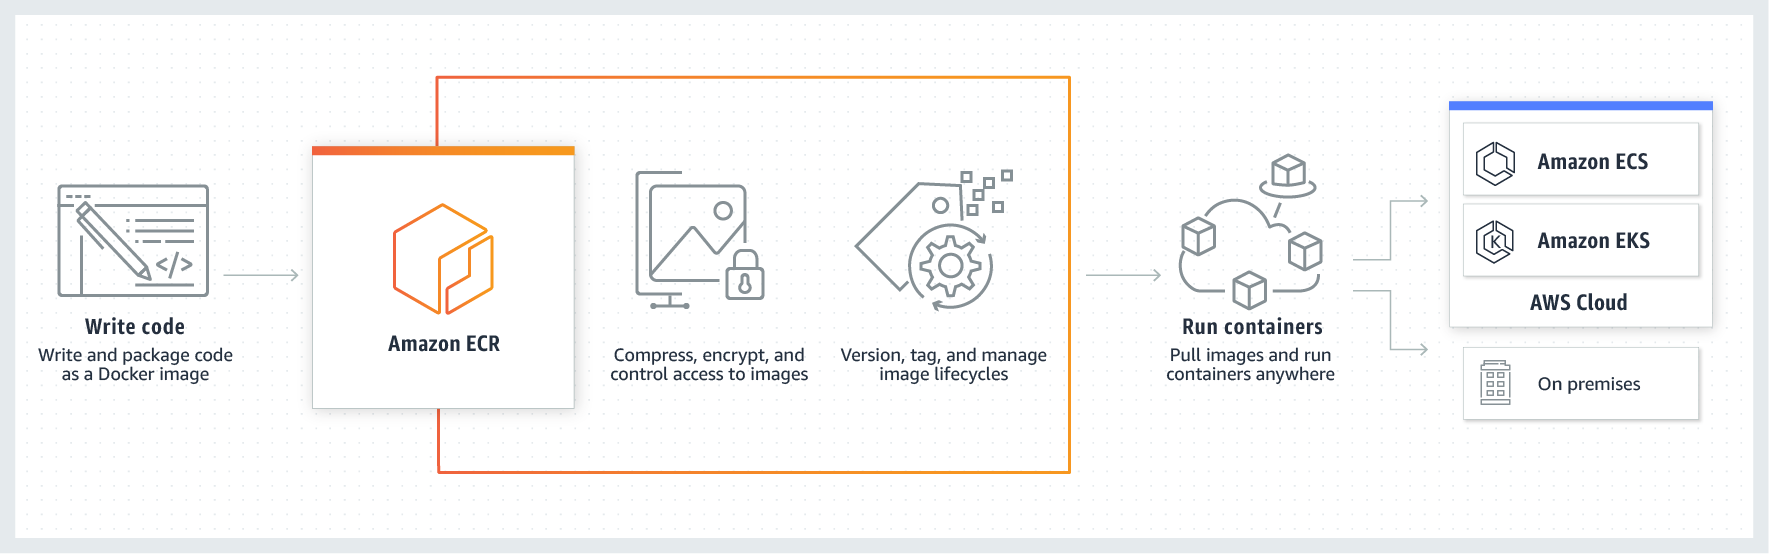 Write code
Write and package code
as a Docker image
Amazon ECR
Compress, encrypt, and
control access to images
Version, tag, and manage
image lifecycles
Run containers
Pull images and run
containers anywhere
Amazon ECS
K
Amazon EKS
AWS Cloud
On premises